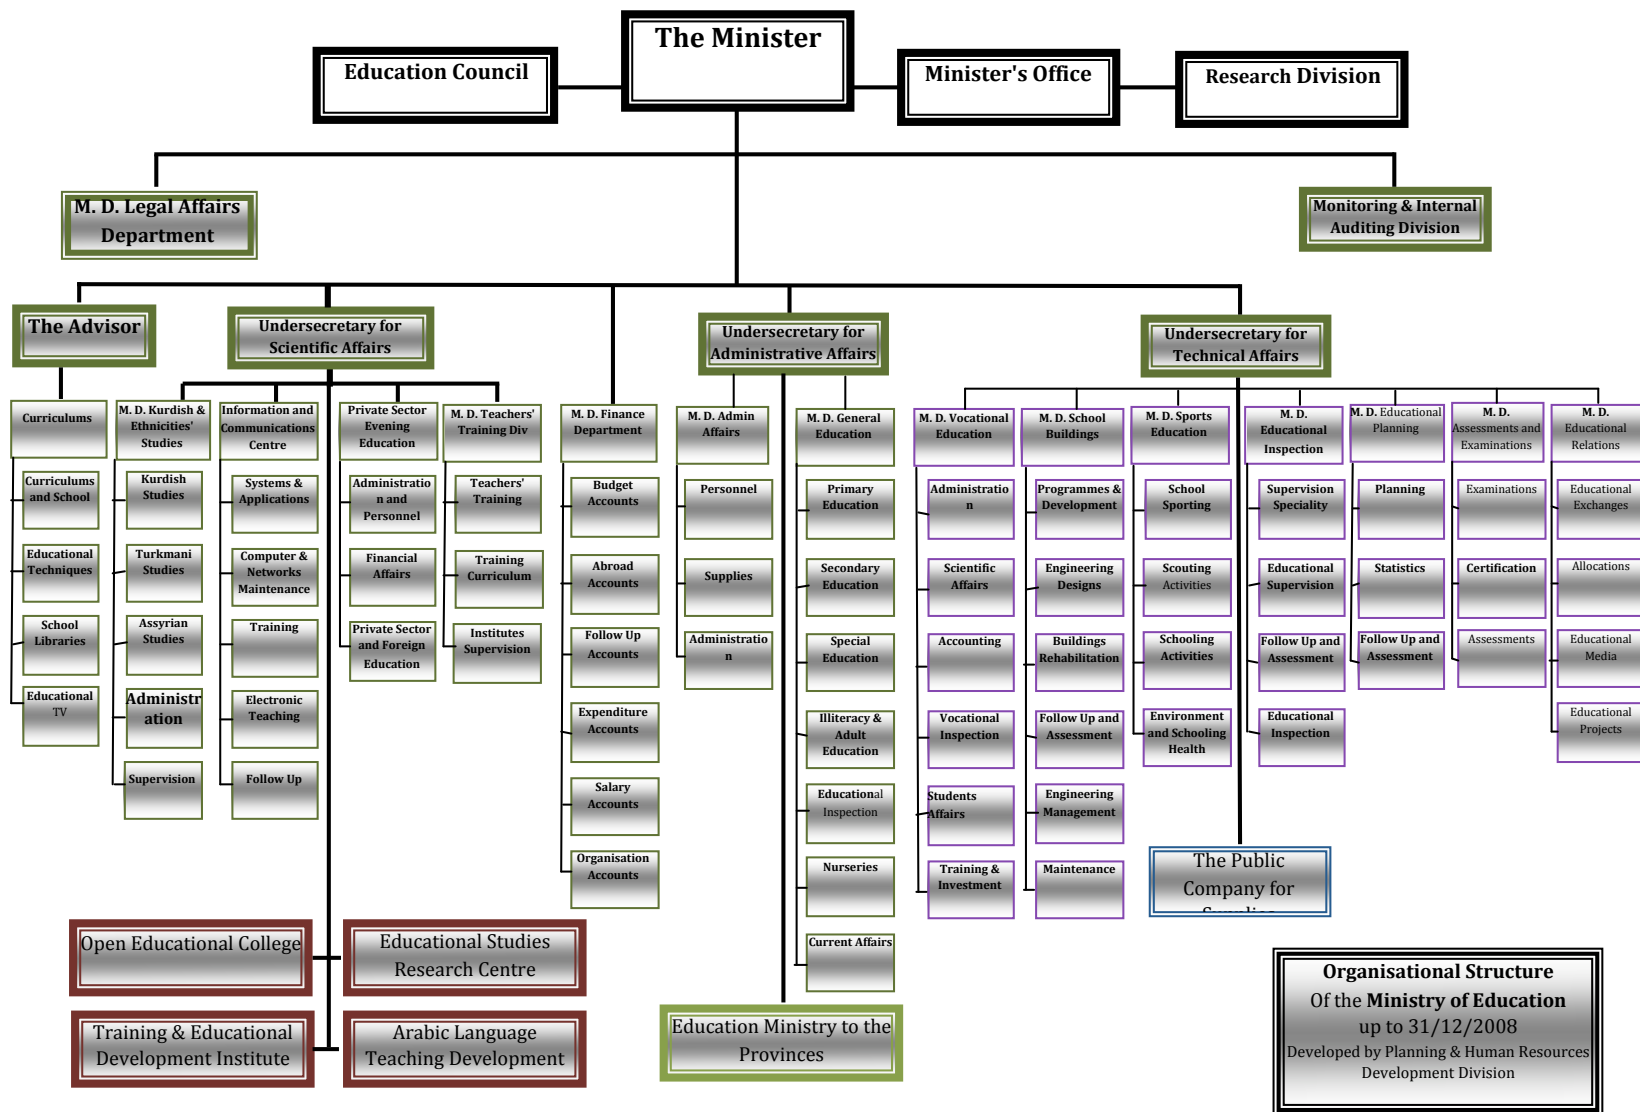 The Minister
Education Council
Minister's Office
Research Division
M. D. Legal Affairs
Department
Monitoring & Internal
Auditing Division
The Advisor
Undersecretary for
Scientific Affairs
Undersecretary for
Administrative Affairs
Undersecretary for
Technical Affairs
Curriculums
Curriculums
and School
Educational
Techniques
School
Libraries
Educational
TV
M. D. Kurdish &
Ethnicities'
Studies
Kurdish
Studies
Turkmani
Studies
Assyrian
Studies
Administr
ation
Supervision
Information and
Communications
Centre
Systems &
Applications
Computer &
Networks
Maintenance
Training
Electronic
Teaching
Follow Up
Private Sector
Evening
Education
Administratio
n and
Personnel
Financial
Affairs
Private Sector
and Foreign
Education
M. D. Teachers'
Training Div
Teachers'
Training
Training
Curriculum
Institutes
Supervision
M. D. Finance
Department
Budget
Accounts
Abroad
Accounts
Follow Up
Accounts
Expenditure
Accounts
Salary
Accounts
Organisation
Accounts
M. D. Admin
Affairs
Personnel
Supplies
Administratio
n
M. D. General
Education
Primary
Education
Secondary
Education
Special
Education
Illiteracy &
Adult
Education
Educational
Inspection
Nurseries
Current Affairs
M. D. Vocational
Education
Administratio
n
Scientific
Affairs
Accounting
Vocational
Inspection
Students
Affairs
Training &
Investment
M. D. School
Buildings
Programmes &
Development
Engineering
Designs
Buildings
Rehabilitation
Follow Up and
Assessment
Engineering
Management
Maintenance
M. D. Sports
Education
School
Sporting
Scouting
Activities
Schooling
Activities
Environment
and Schooling
Health
M. D.
Educational
Inspection
Supervision
Speciality
Educational
Supervision
Follow Up and
Assessment
Educational
Inspection
M. D. Educational
Planning
Planning
Statistics
Follow Up and
Assessment
M. D.
Assessments and
Examinations
Examinations
Certification
Assessments
M. D.
Educational
Relations
Educational
Exchanges
Allocations
Educational
Media
Educational
Projects
The Public
Company for
Supplies
Open Educational College
Educational Studies
Research Centre
Training & Educational
Development Institute
Arabic Language
Teaching Development
Education Ministry to the
Provinces
Organisational Structure
Of the Ministry of Education
up to 31/12/2008
Developed by Planning & Human Resources
Development Division